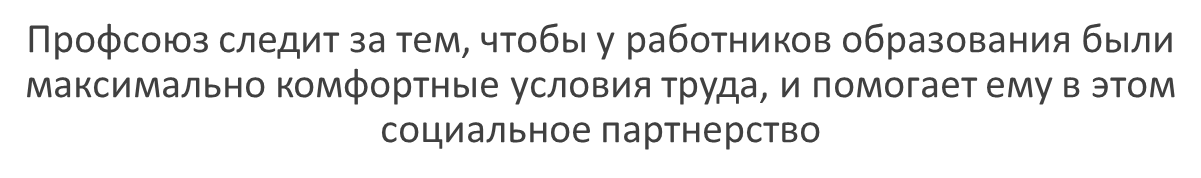 Профсоюз следит за тем, чтобы у работников образования были
максимально комфортные условия труда, и помогает ему в этом
социальное партнерство